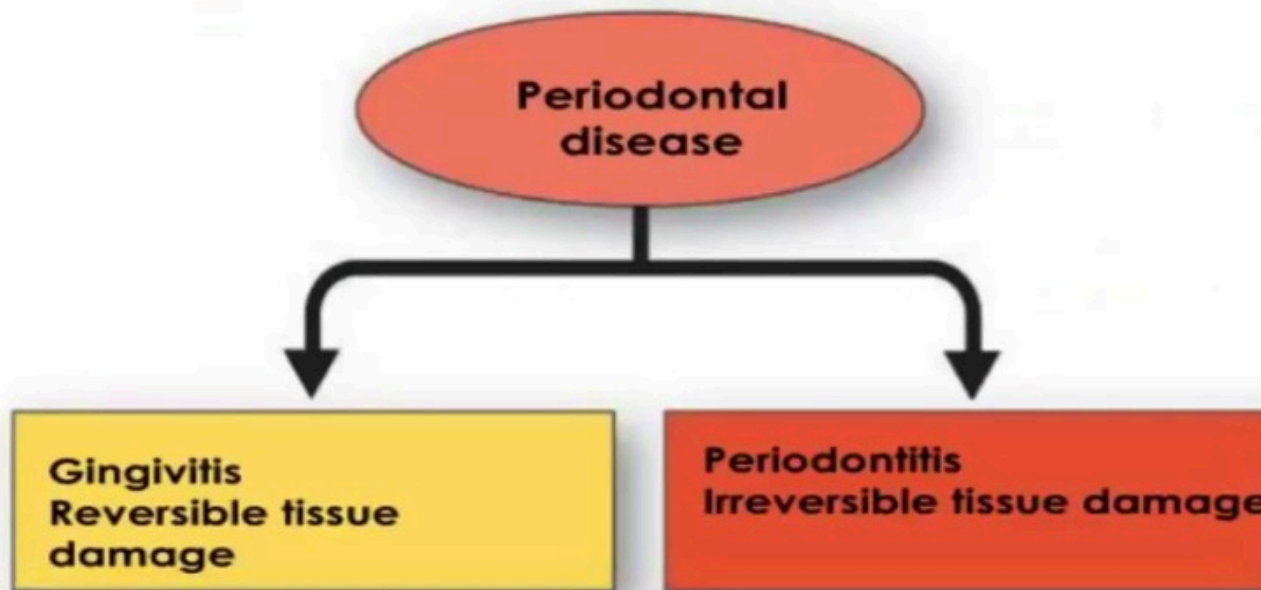 Periodontal
disease
Gingivitis
Reversible tissue
damage
Periodontitis
Irreversible tissue damage